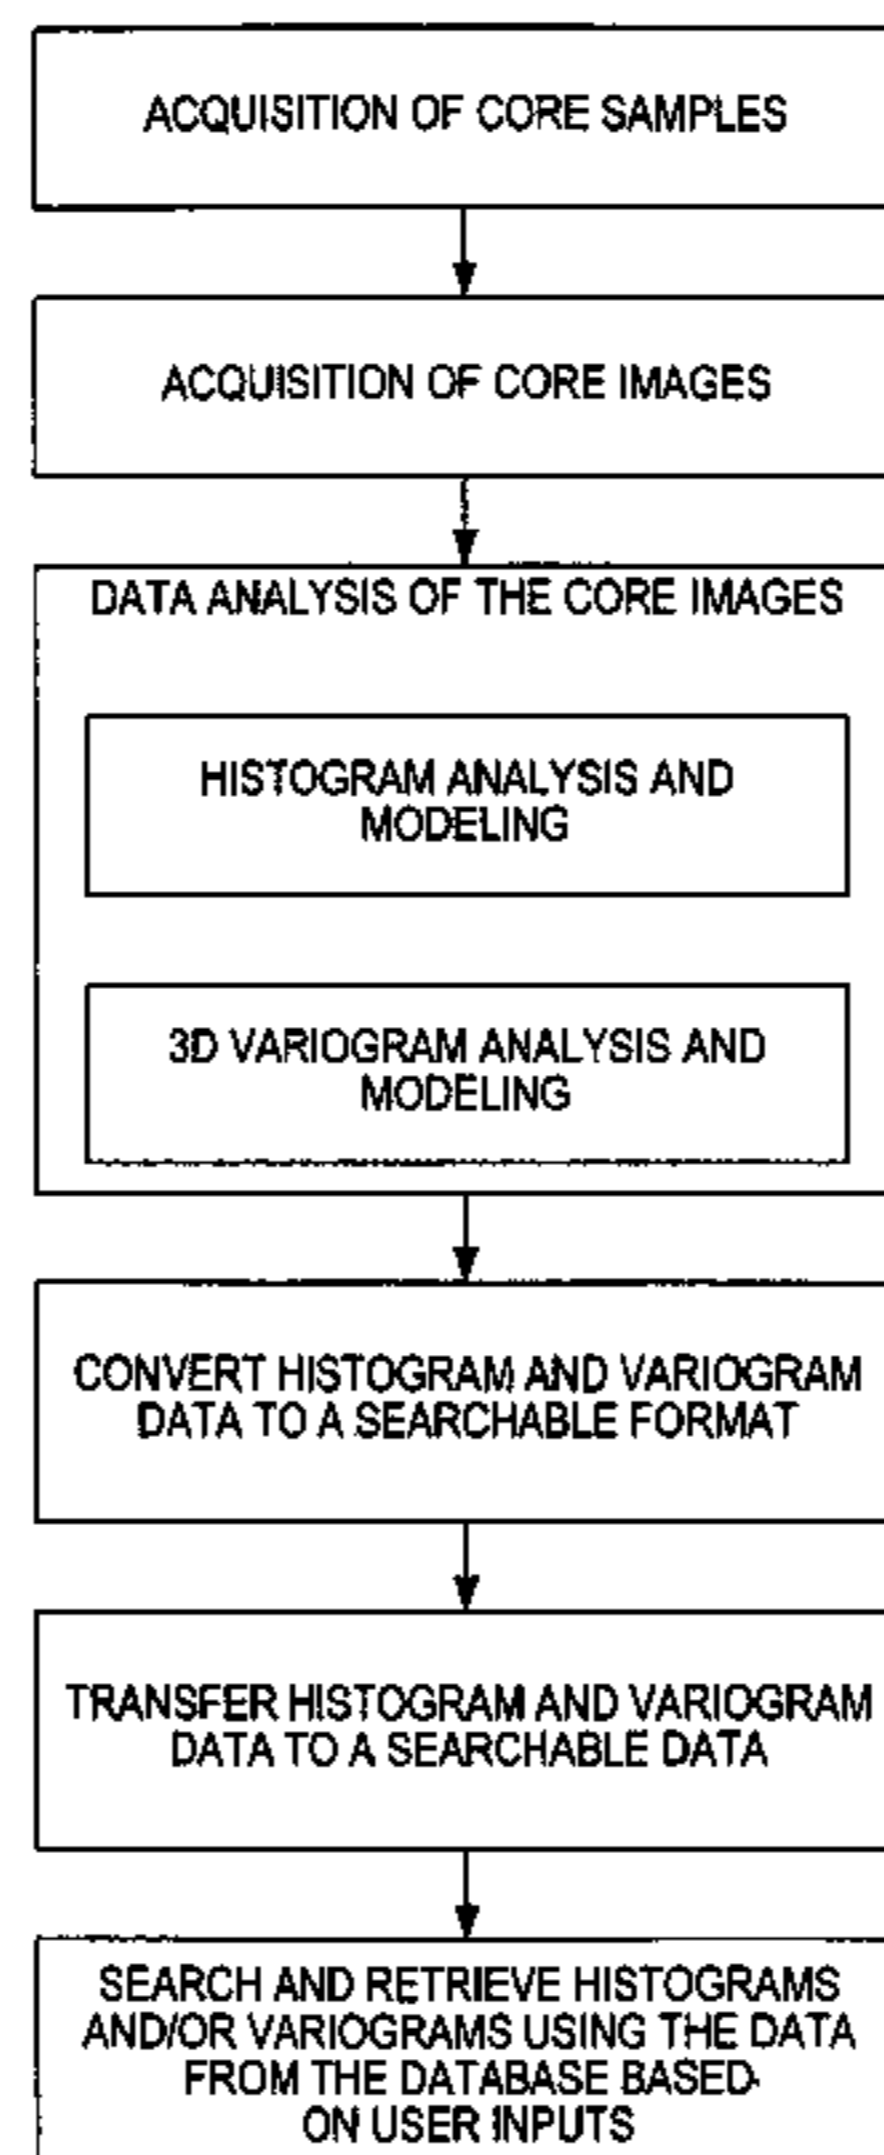 ACQUISITION OF CORE SAMPLES
ACQUISITION OF CORE IMAGES
DATA ANALYSIS OF THE CORE IMAGES
HISTOGRAM ANALYSIS AND
MODELING
3D VARIOGRAM ANALYSIS AND
MODELING
CONVERT HISTOGRAM AND VARIOGRAM
DATA TO A SEARCHABLE FORMAT
TRANSFER HISTOGRAM AND VARIOGRAM
DATA TO A SEARCHABLE DATA
SEARCH AND RETRIEVE HISTOGRAMS
AND/OR VARIOGRAMS USING THE DATA
FROM THE DATABASE BASED
ON USER INPUTS